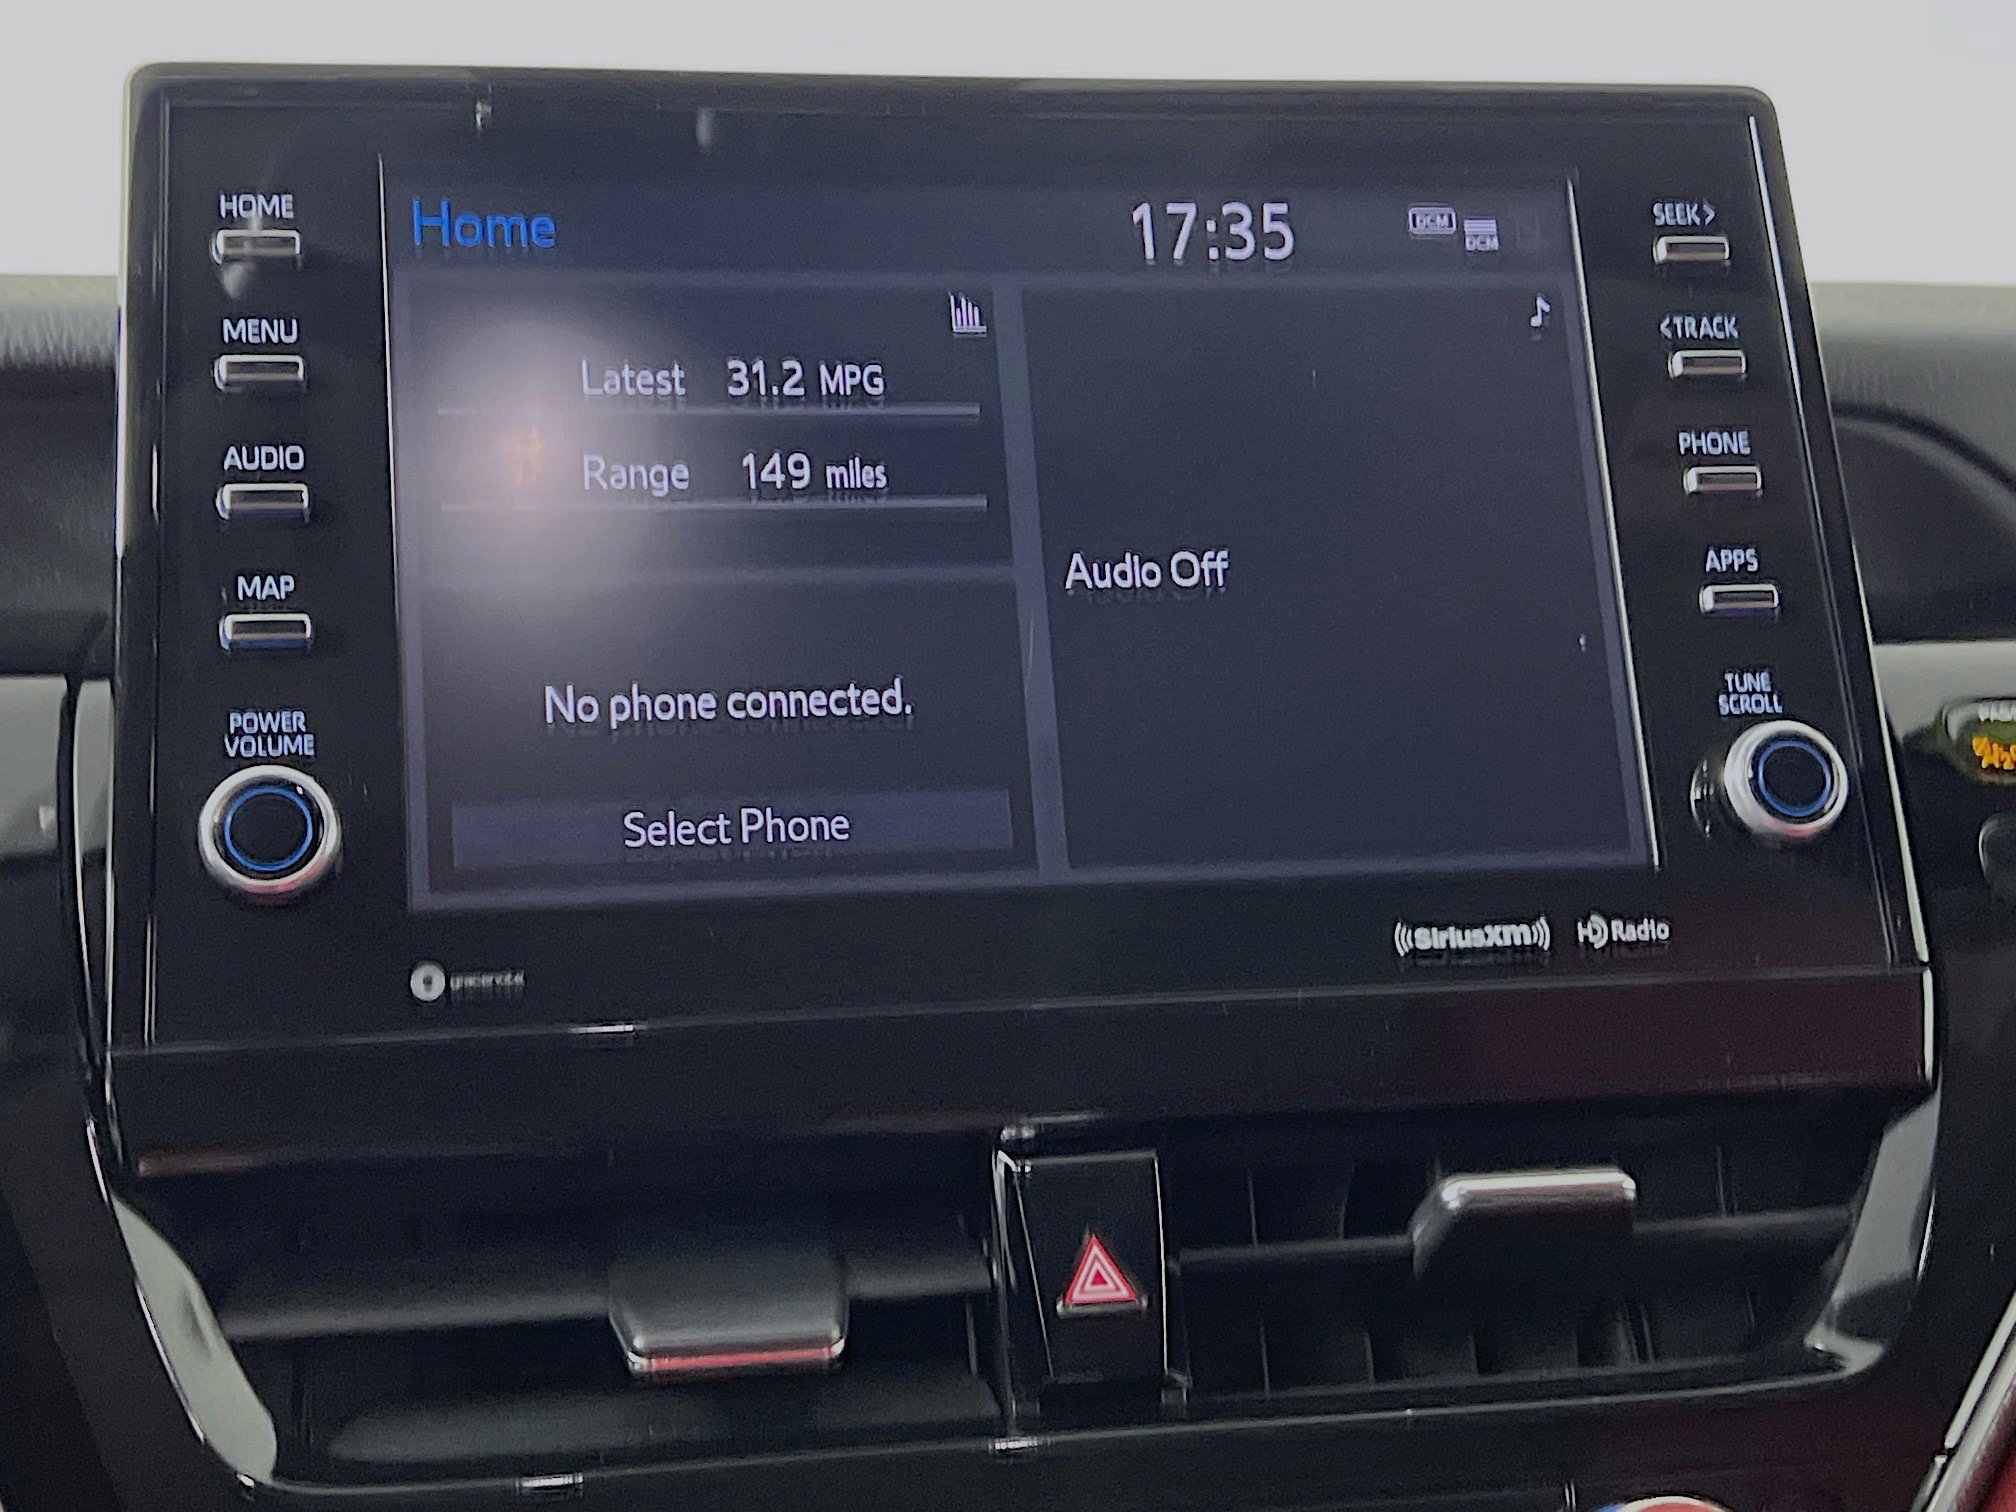 HOME
MENU
AUDIO
MAP
POWER
VOLUME
Home
17:35
DCM
DCM
Latest 31.2 MPG
Range 149 miles
No phone connected.
Select Phone
Audio Off
SEEK>
<TRACK
PHONE
APPS
TUNE
SCROLL
gracenote
((SiriusXM))
HD Radio